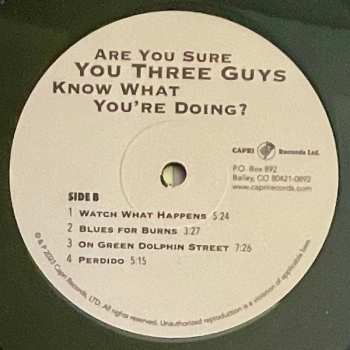 ARE YOU SURE
YOU THREE GUYS
KNOW WHAT
YOU'RE DOING?
CAPRI Records Ltd.
P.O. Box 892
Bailey, CO 80421-0892
www.caprirecords.com
SIDE B
1 WATCH WHAT HAPPENS 5:24
2 BLUES FOR BURNS 3:27
3 ON GREEN DOLPHIN STREET 7:26
4 PERDIDO 5:15
© & ℗ 2023 Capri Records, LTD. All rights reserved. Unauthorized reproduction is a violation of applicable laws.